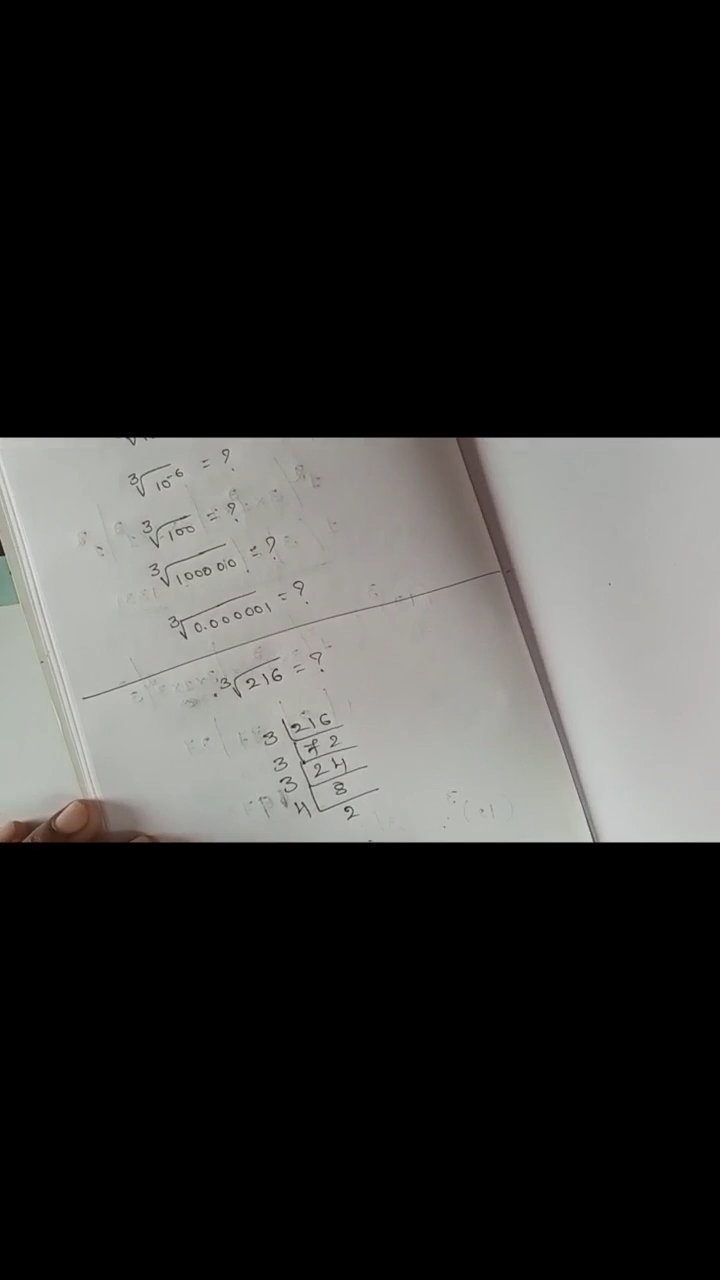 ∛10⁻⁶ = ?
∛-100 = ?
∛1000000 = ?
∛0.000001 = ?
∛216 = ?
3 | 216
3 | 72
3 | 24
4 | 8
2